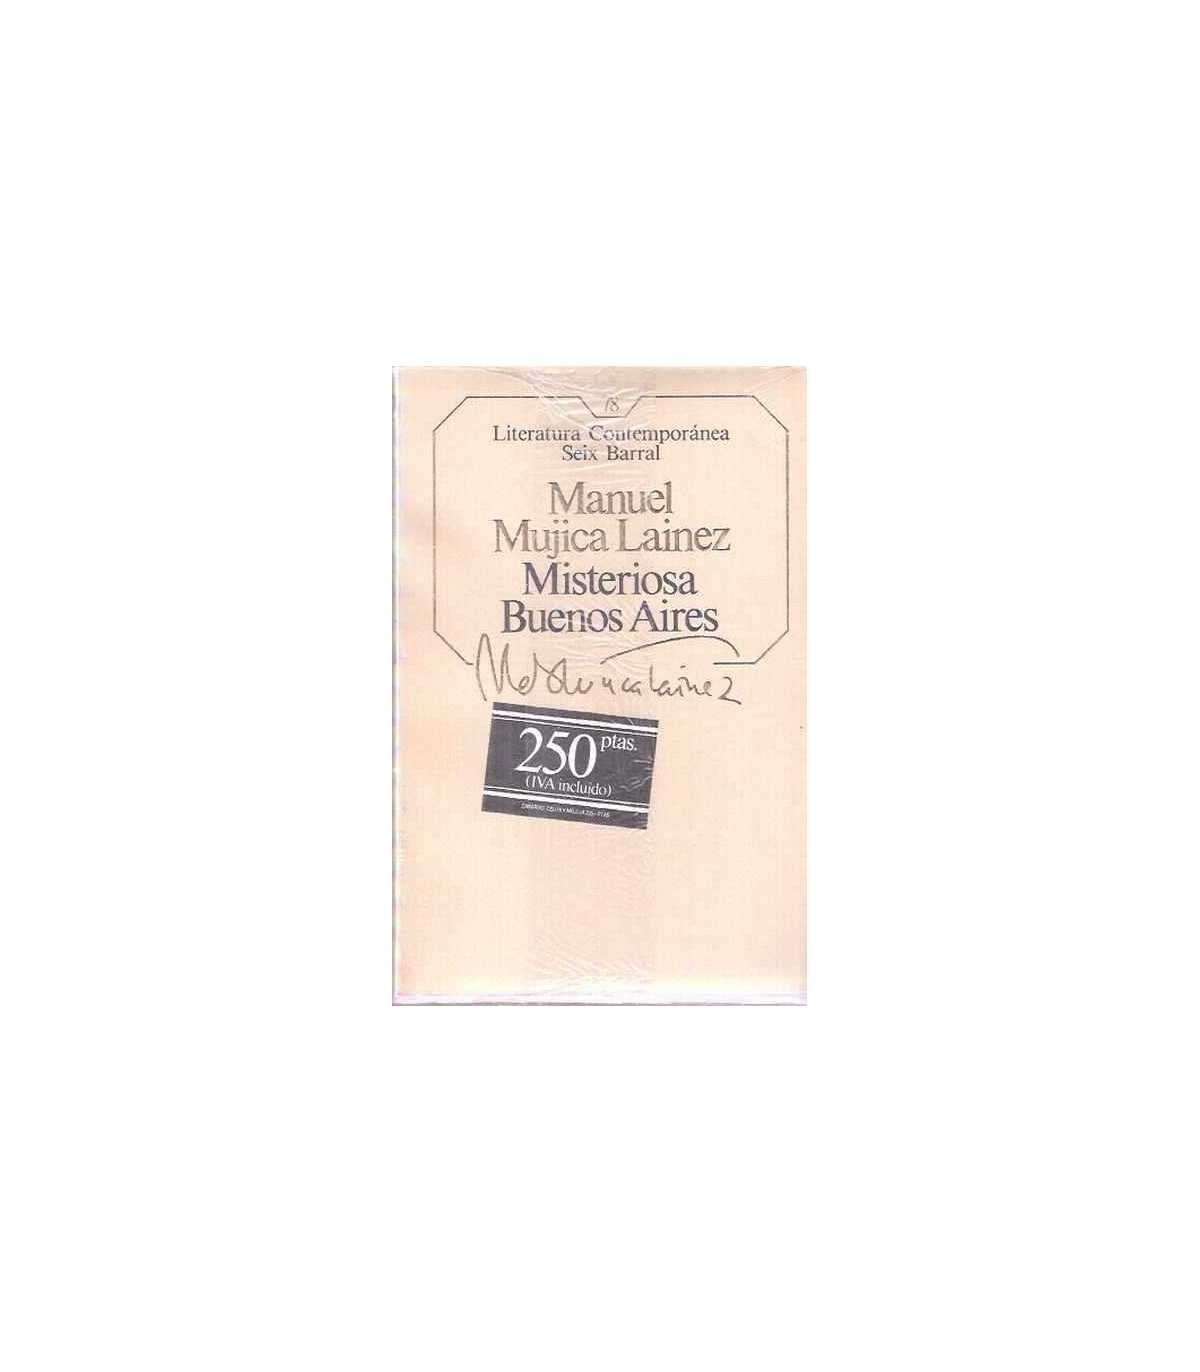 18
Literatura Contemporánea
Seix Barral
Manuel
Mujica Lainez
Misteriosa
Buenos Aires
250 ptas.
(IVA incluido)